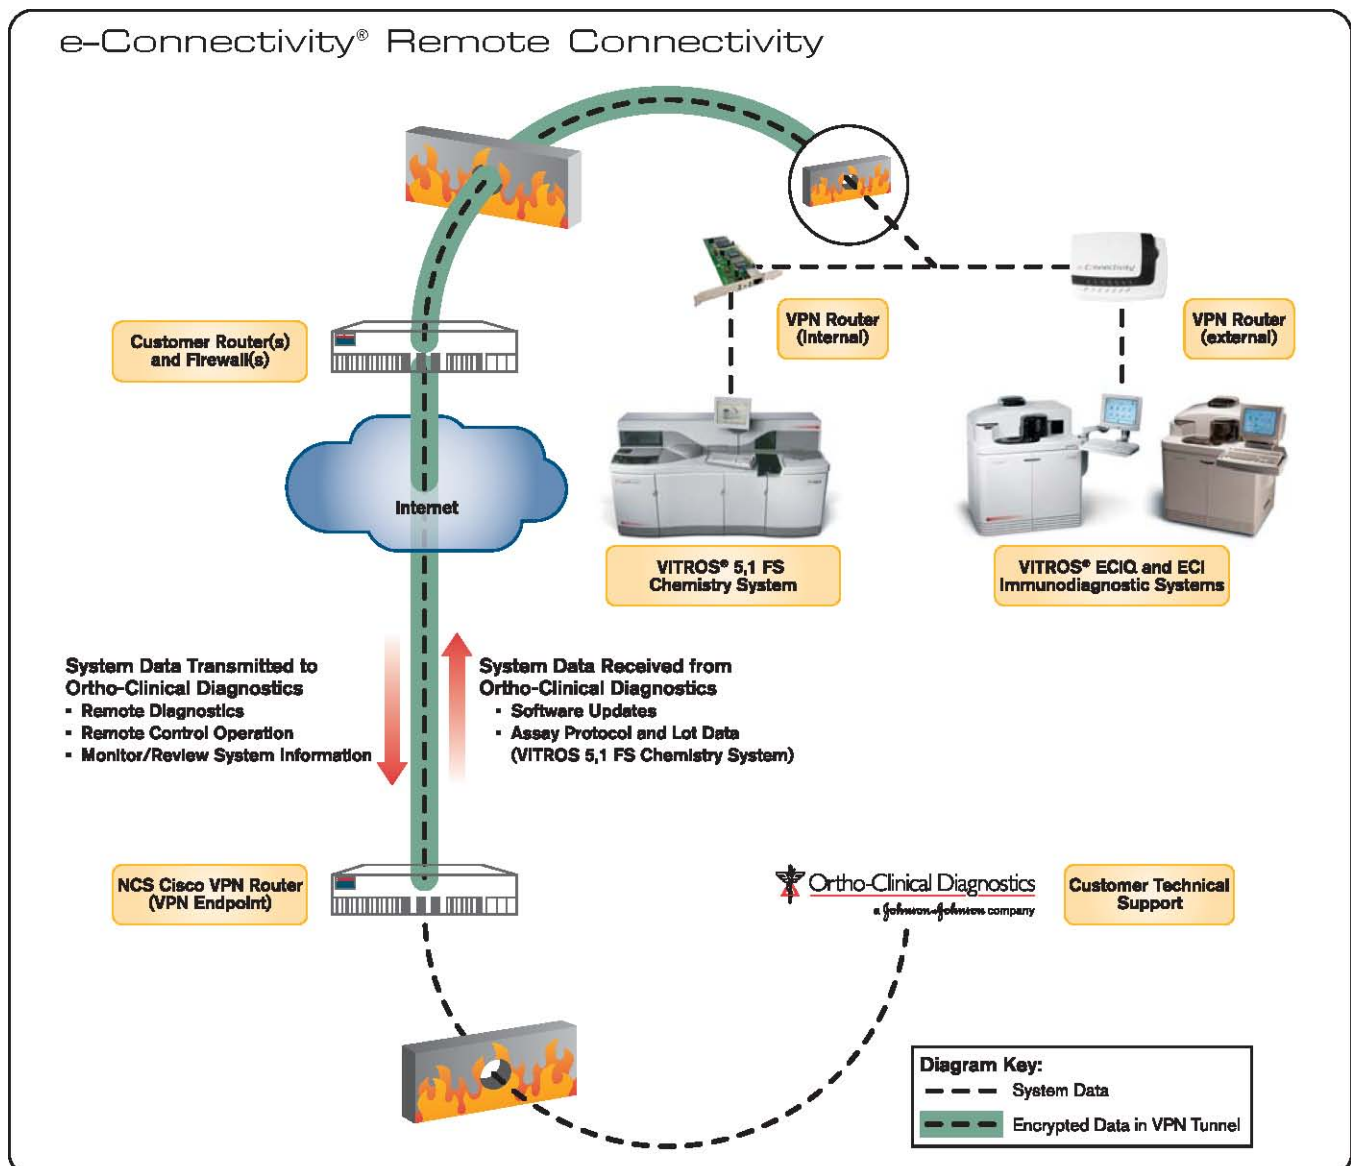 e-Connectivity® Remote Connectivity
e-Connectivity
VPN Router
(internal)
VPN Router
(external)
Customer Router(s)
and Firewall(s)
Internet
VITROS® 5,1 FS
Chemistry System
VITROS® ECiQ and ECi
Immunodiagnostic Systems
System Data Transmitted to
Ortho-Clinical Diagnostics
▪ Remote Diagnostics
▪ Remote Control Operation
▪ Monitor/Review System Information
System Data Received from
Ortho-Clinical Diagnostics
▪ Software Updates
▪ Assay Protocol and Lot Data
(VITROS 5,1 FS Chemistry System)
NCS Cisco VPN Router
(VPN Endpoint)
Ortho-Clinical Diagnostics
a Johnson & Johnson company
Customer Technical
Support
Diagram Key:
System Data
Encrypted Data in VPN Tunnel